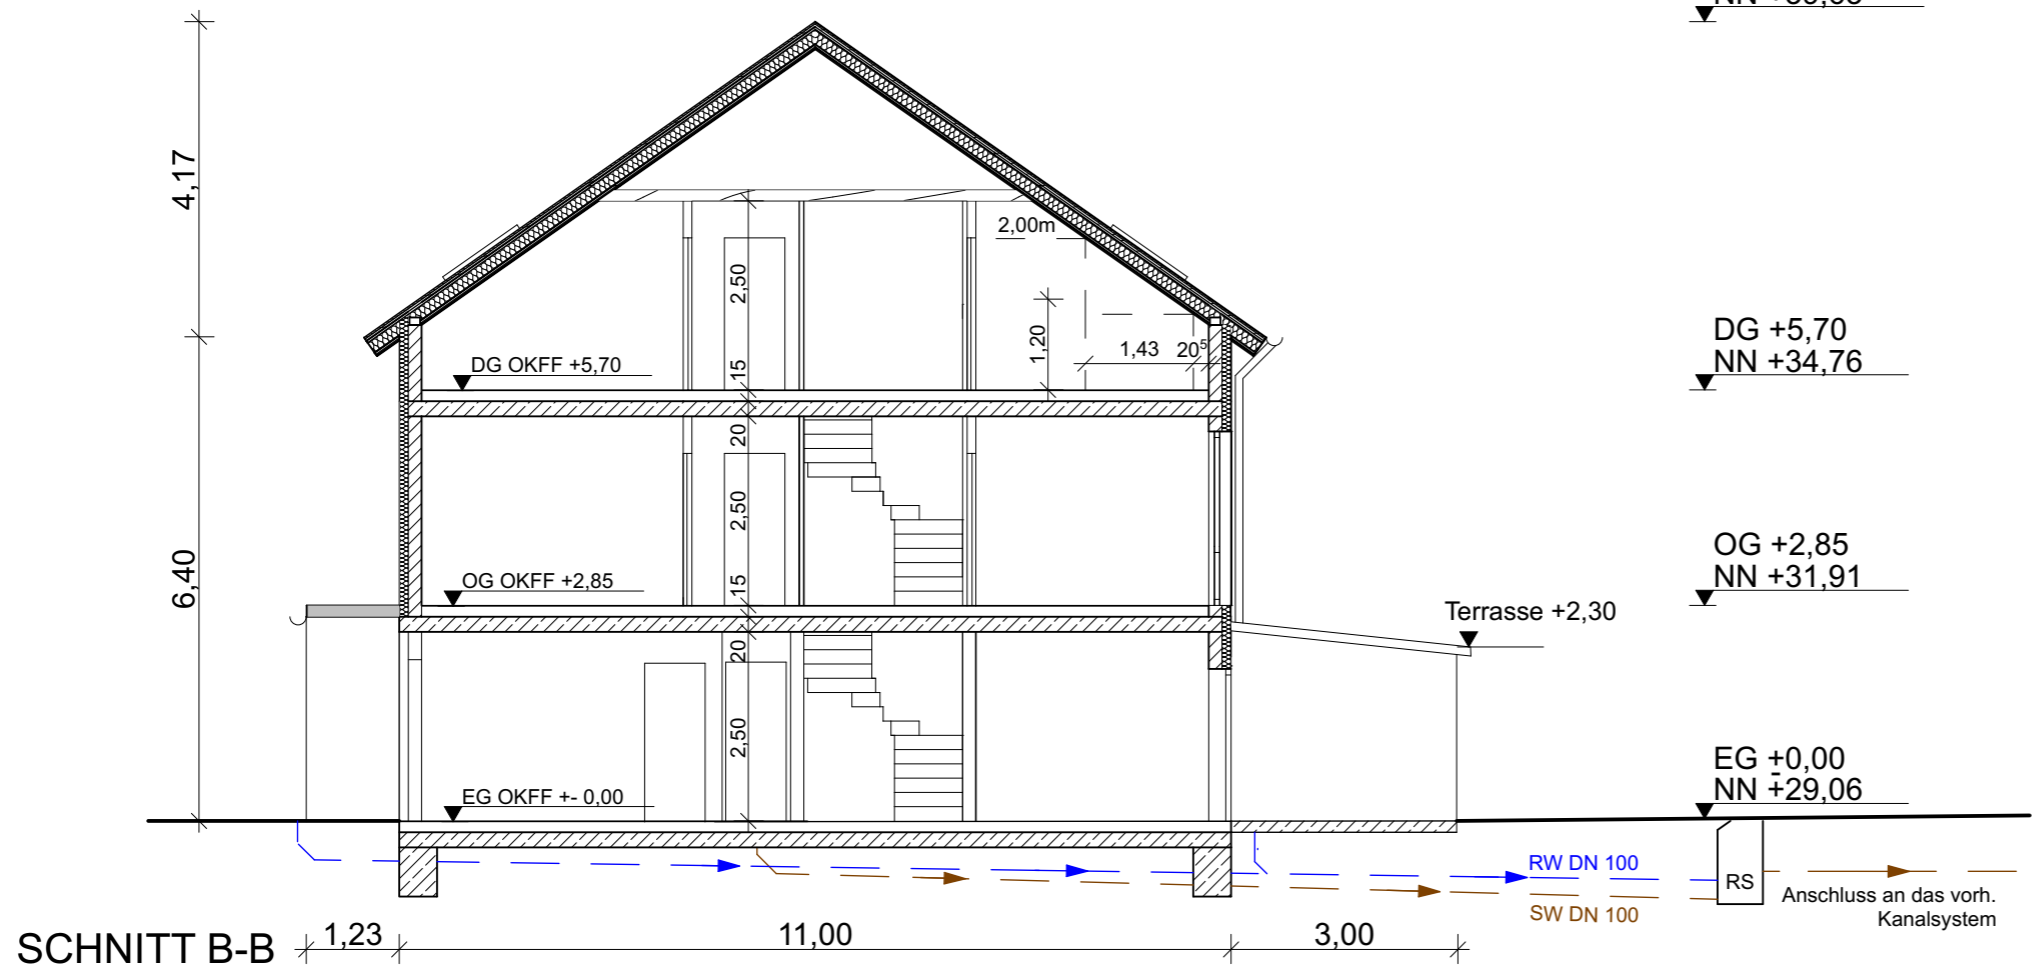 4,17
2,00m
2,50
1,20
1,43
20⁵
DG +5,70
NN +34,76
DG OKFF +5,70
15
20
2,50
OG +2,85
NN +31,91
6,40
OG OKFF +2,85
15
Terrasse +2,30
20
2,50
EG +0,00
NN +29,06
EG OKFF +- 0,00
RW DN 100
RS
SW DN 100
Anschluss an das vorh.
Kanalsystem
SCHNITT B-B
1,23
11,00
3,00